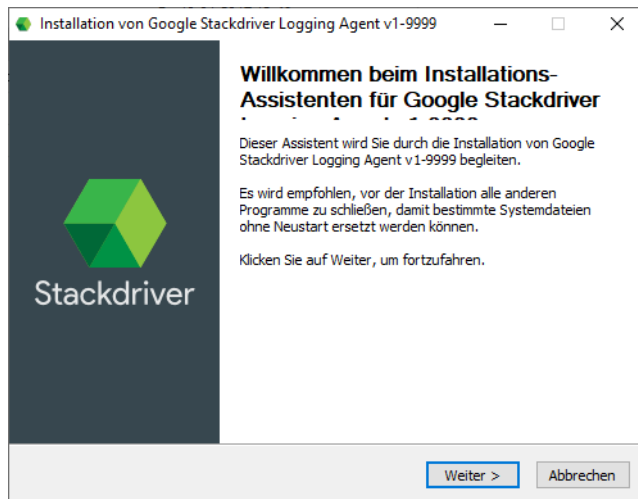 Installation von Google Stackdriver Logging Agent v1-9999
Willkommen beim Installations-
Assistenten für Google Stackdriver
Dieser Assistent wird Sie durch die Installation von Google
Stackdriver Logging Agent v1-9999 begleiten.
Es wird empfohlen, vor der Installation alle anderen
Programme zu schließen, damit bestimmte Systemdateien
ohne Neustart ersetzt werden können.
Klicken Sie auf Weiter, um fortzufahren.
Stackdriver
Weiter >
Abbrechen